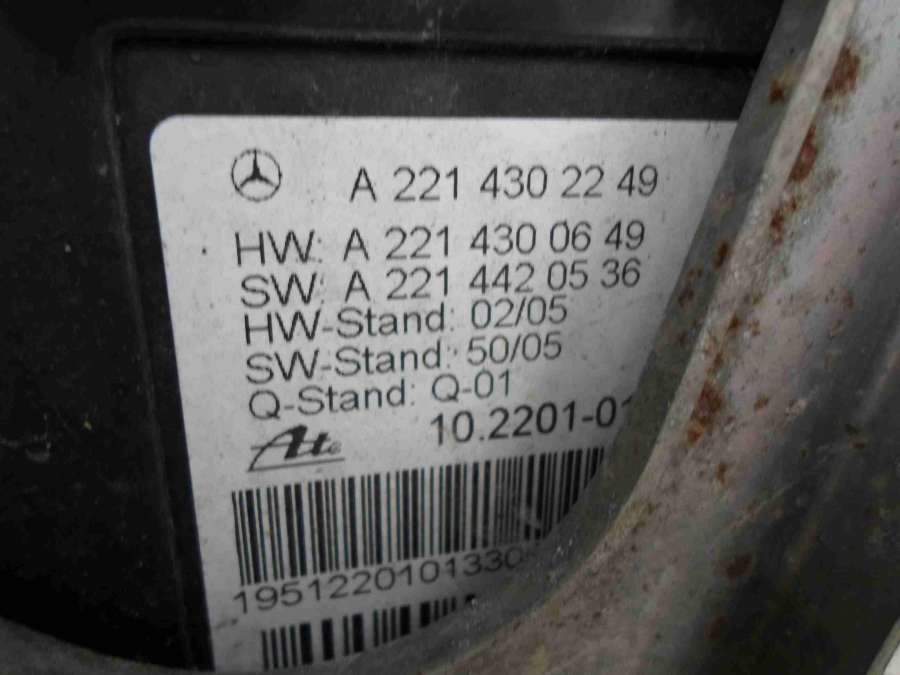 A 221 430 22 49
HW: A 221 430 06 49
SW: A 221 442 05 36
HW-Stand: 02/05
SW-Stand: 50/05
Q-Stand: Q-01
Ate
10.2201-01
1951220101330